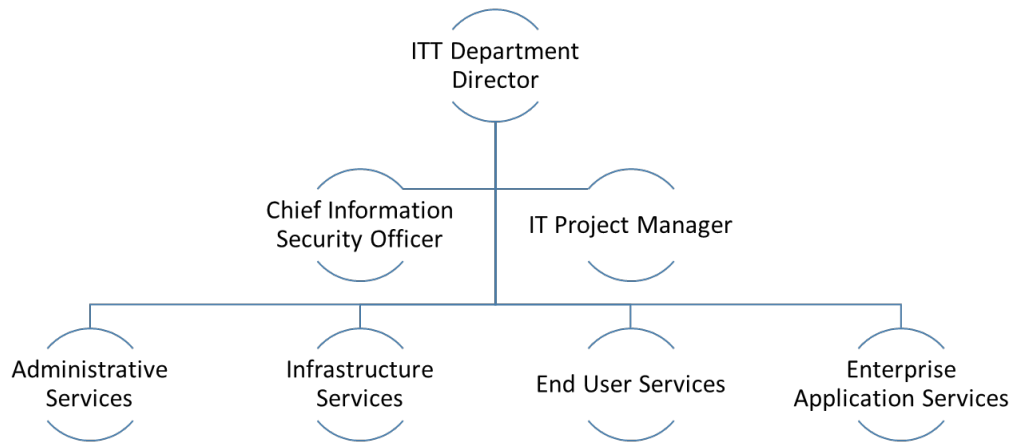 ITT Department
Director
Chief Information
Security Officer
IT Project Manager
Administrative
Services
Infrastructure
Services
End User Services
Enterprise
Application Services